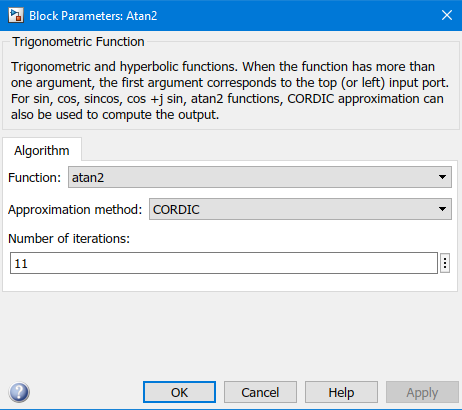 Block Parameters: Atan2
Trigonometric Function
Trigonometric and hyperbolic functions. When the function has more than
one argument, the first argument corresponds to the top (or left) input port.
For sin, cos, sincos, cos +j sin, atan2 functions, CORDIC approximation can
also be used to compute the output.
Algorithm
Function: atan2
Approximation method: CORDIC
Number of iterations:
11
OK Cancel Help Apply